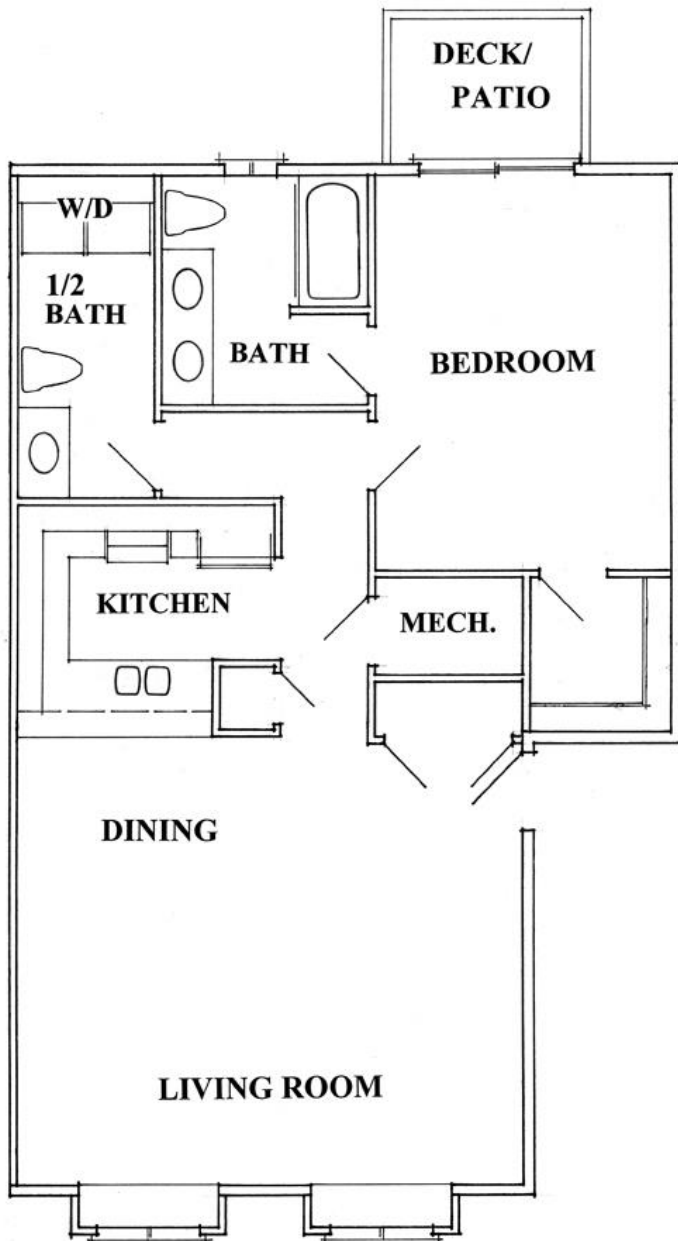 DECK/
PATIO
W/D
1/2
BATH
BATH
BEDROOM
KITCHEN
MECH.
DINING
LIVING ROOM